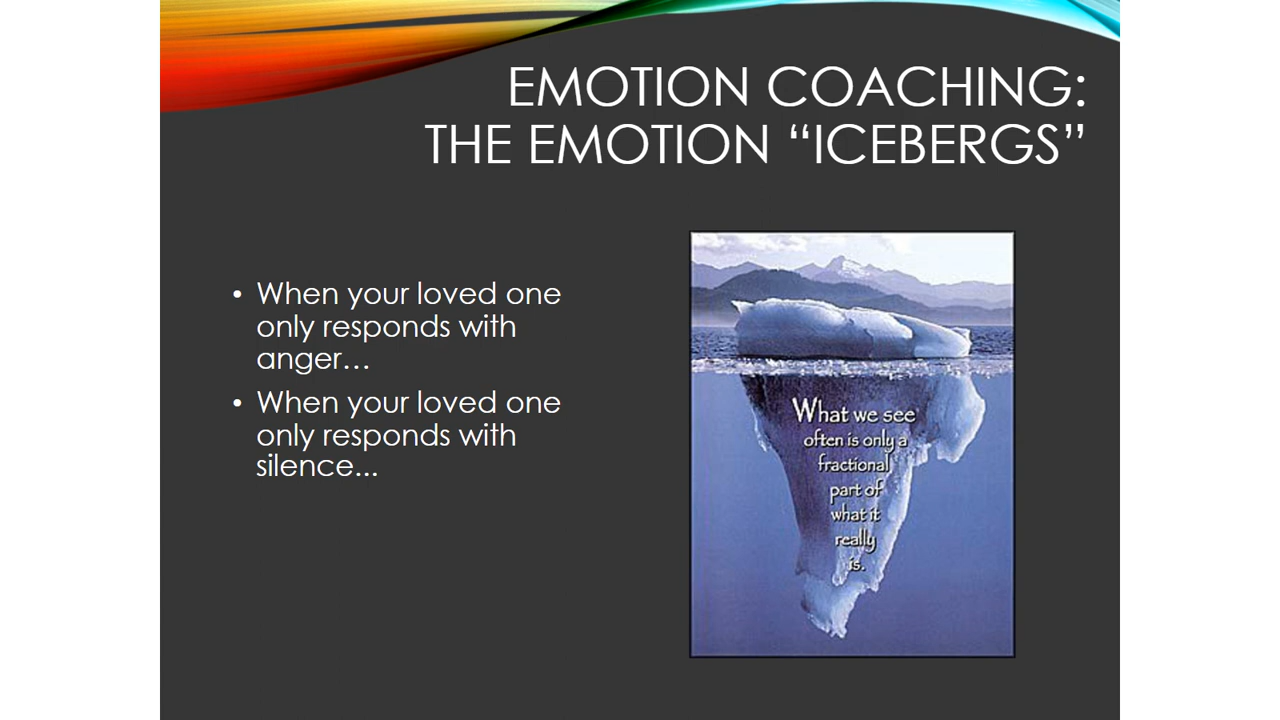 EMOTION COACHING:
THE EMOTION “ICEBERGS”
• When your loved one
only responds with
anger…
• When your loved one
only responds with
silence...
What we see
often is only a
fractional
part of
what it
really
is.